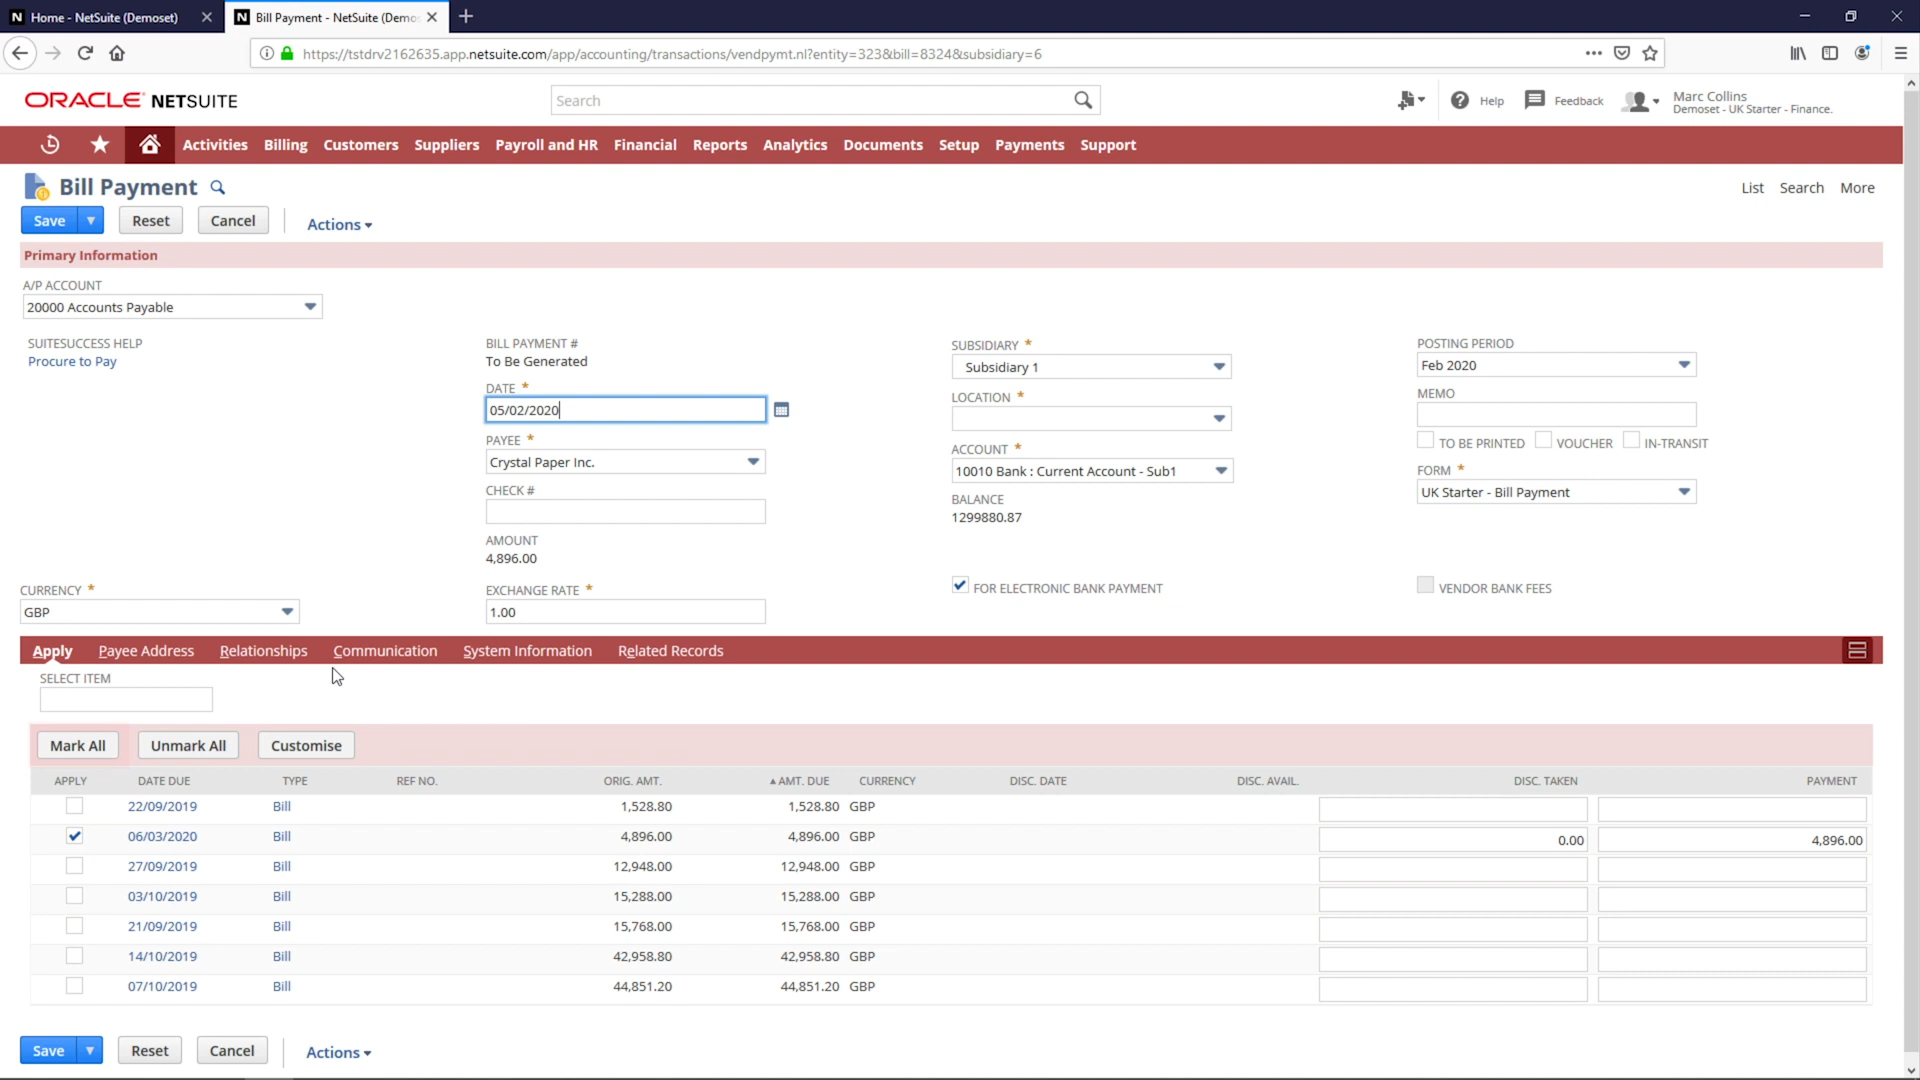 Home - NetSuite (Demoset)
Bill Payment - NetSuite (Demo
https://tstdrv2162635.app.netsuite.com/app/accounting/transactions/vendpymt.nl?entity=323&bill=8324&subsidiary=6
ORACLE NETSUITE
Search
Help
Feedback
Marc Collins
Demoset - UK Starter - Finance.
Activities Billing Customers Suppliers Payroll and HR Financial Reports Analytics Documents Setup Payments Support
Bill Payment
List Search More
Save Reset Cancel Actions
Primary Information
A/P ACCOUNT
20000 Accounts Payable
SUITESUCCESS HELP
Procure to Pay
BILL PAYMENT #
To Be Generated
DATE *
05/02/2020
PAYEE *
Crystal Paper Inc.
CHECK #
AMOUNT
4,896.00
SUBSIDIARY *
Subsidiary 1
LOCATION *
ACCOUNT *
10010 Bank : Current Account - Sub1
BALANCE
1299880.87
POSTING PERIOD
Feb 2020
MEMO
TO BE PRINTED VOUCHER IN-TRANSIT
FORM *
UK Starter - Bill Payment
CURRENCY *
GBP
EXCHANGE RATE *
1.00
FOR ELECTRONIC BANK PAYMENT
VENDOR BANK FEES
Apply Payee Address Relationships Communication System Information Related Records
SELECT ITEM
Mark All Unmark All Customise
APPLY DATE DUE TYPE REF NO. ORIG. AMT. AMT. DUE CURRENCY DISC. DATE DISC. AVAIL. DISC. TAKEN PAYMENT
22/09/2019 Bill 1,528.80 1,528.80 GBP
06/03/2020 Bill 4,896.00 4,896.00 GBP 0.00 4,896.00
27/09/2019 Bill 12,948.00 12,948.00 GBP
03/10/2019 Bill 15,288.00 15,288.00 GBP
21/09/2019 Bill 15,768.00 15,768.00 GBP
14/10/2019 Bill 42,958.80 42,958.80 GBP
07/10/2019 Bill 44,851.20 44,851.20 GBP
Save Reset Cancel Actions